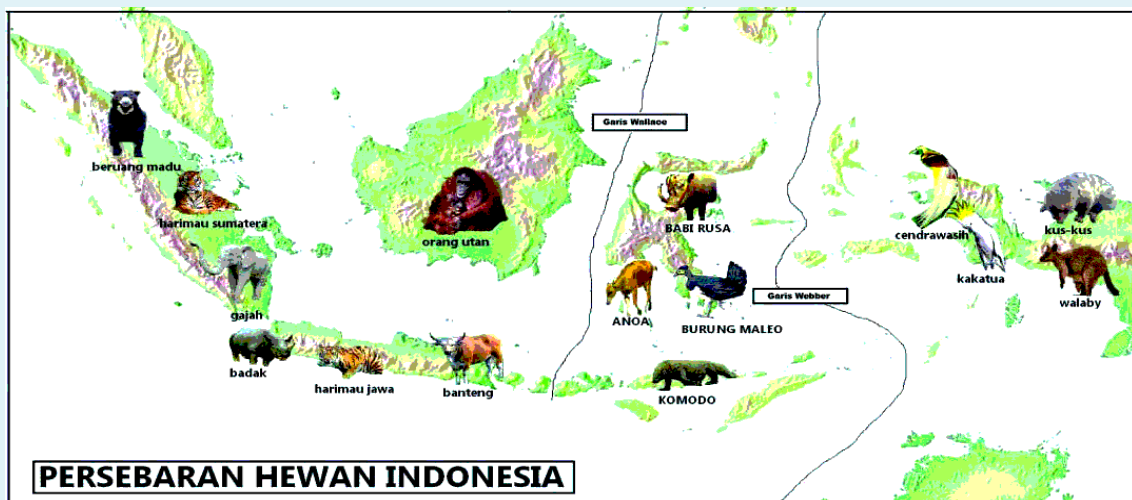 Garis Wallace
beruang madu
harimau sumatera
orang utan
BABI RUSA
cendrawasih
kus-kus
kakatua
walaby
gajah
ANOA
BURUNG MALEO
Garis Webber
badak
harimau jawa
banteng
KOMODO
PERSEBARAN HEWAN INDONESIA